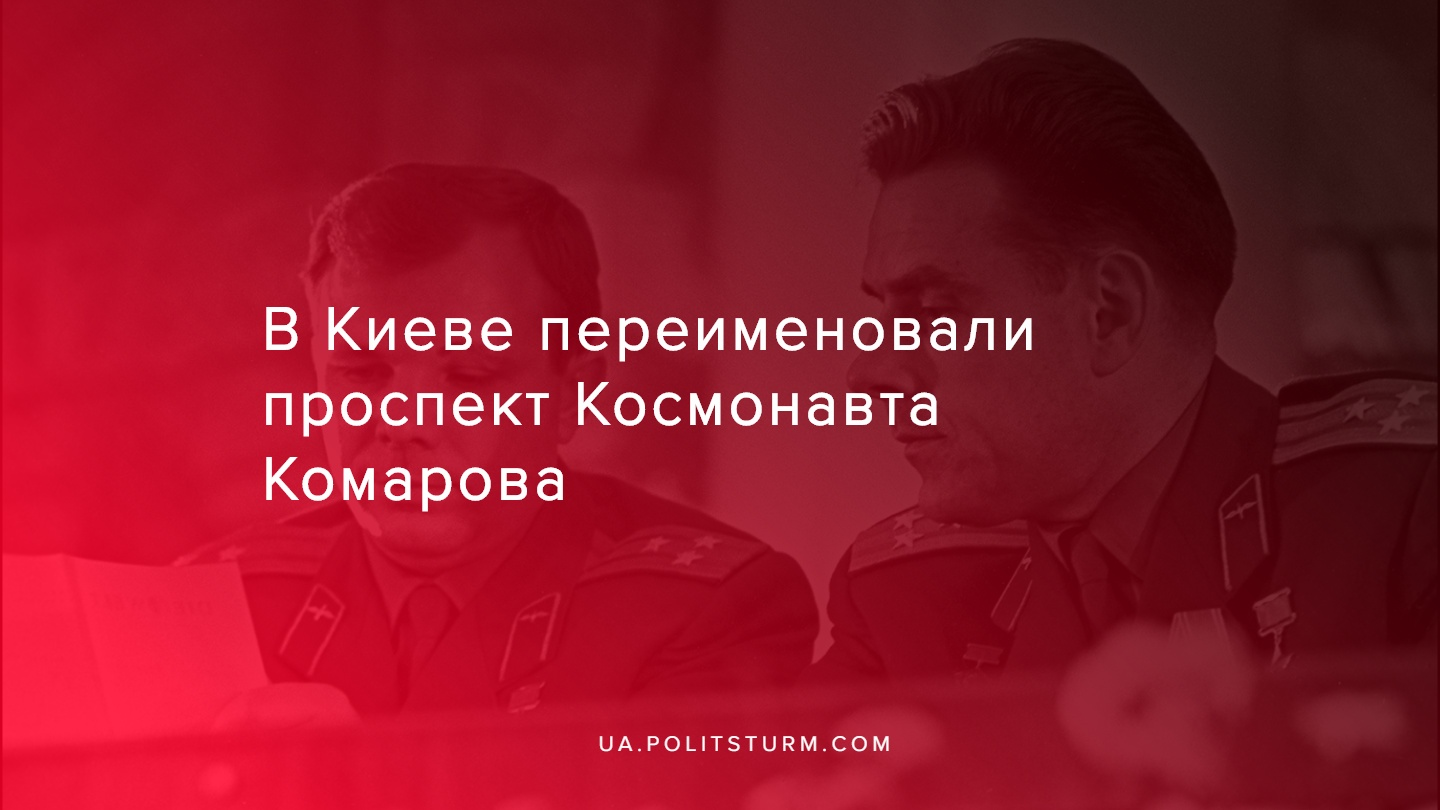 В Киеве переименовали
проспект Космонавта
Комарова
UA.POLITSTURM.COM